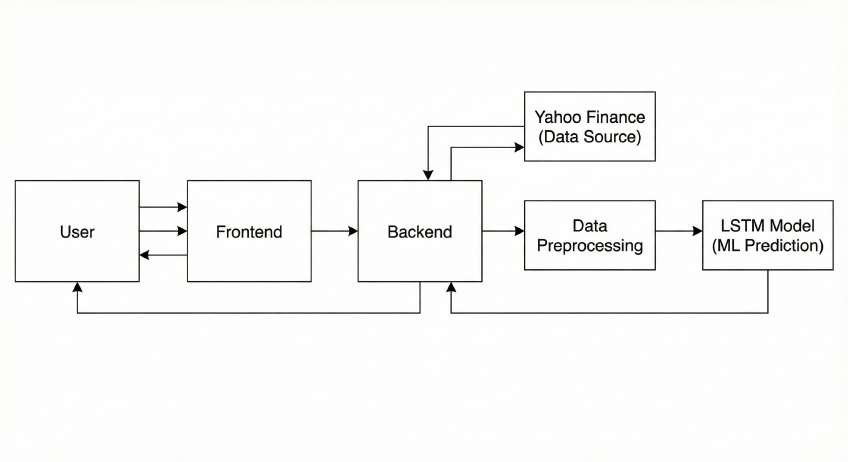 Yahoo Finance
(Data Source)
User
Frontend
Backend
Data
Preprocessing
LSTM Model
(ML Prediction)